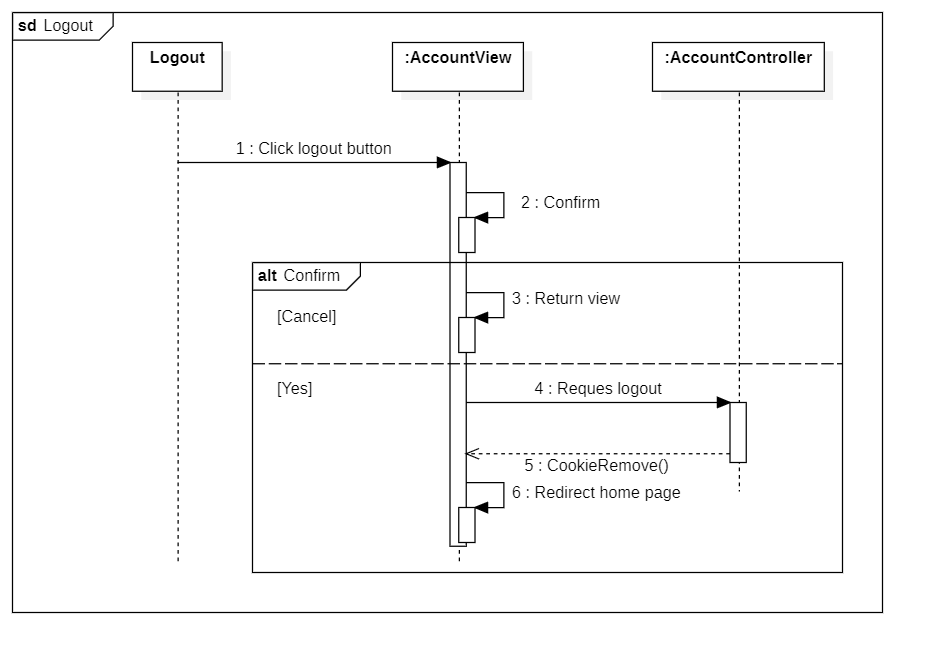 sd Logout
Logout
:AccountView
:AccountController
1 : Click logout button
2 : Confirm
alt Confirm
3 : Return view
[Cancel]
[Yes]
4 : Reques logout
5 : CookieRemove()
6 : Redirect home page